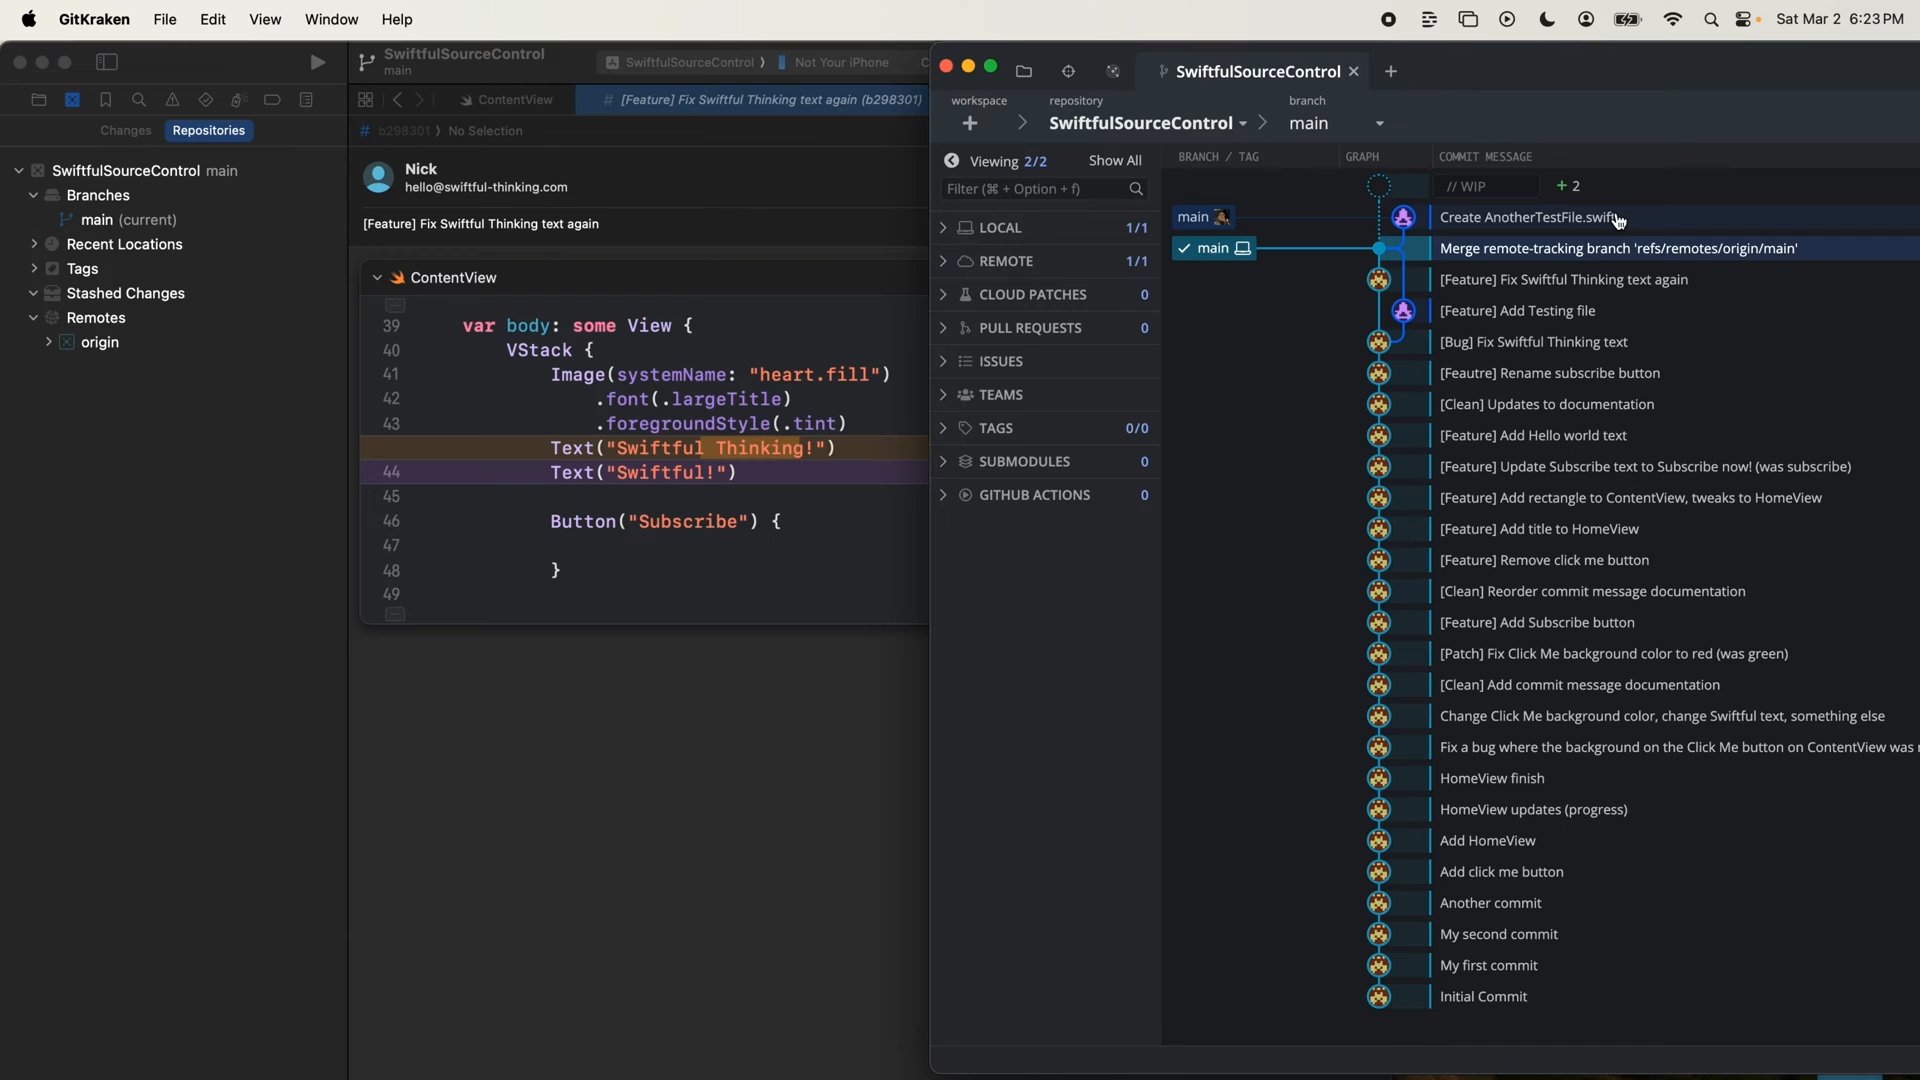 GitKraken File Edit View Window Help Sat Mar 2 6:23 PM
SwiftfulSourceControl
main
SwiftfulSourceControl Not Your iPhone
ContentView
# [Feature] Fix Swiftful Thinking text again (b298301)
Changes Repositories
# b298301 No Selection
SwiftfulSourceControl main
Branches
main (current)
Recent Locations
Tags
Stashed Changes
Remotes
origin
Nick
hello@swiftful-thinking.com
[Feature] Fix Swiftful Thinking text again
ContentView
39 var body: some View {
40 VStack {
41 Image(systemName: "heart.fill")
42 .font(.largeTitle)
43 .foregroundStyle(.tint)
Text("Swiftful Thinking!")
44 Text("Swiftful!")
45
46 Button("Subscribe") {
47
48 }
49
SwiftfulSourceControl
workspace repository branch
SwiftfulSourceControl main
Viewing 2/2 Show All
Filter (⌘ + Option + f)
LOCAL 1/1
REMOTE 1/1
CLOUD PATCHES 0
PULL REQUESTS 0
ISSUES
TEAMS
TAGS 0/0
SUBMODULES 0
GITHUB ACTIONS 0
BRANCH / TAG GRAPH COMMIT MESSAGE
// WIP + 2
main Create AnotherTestFile.swift
main Merge remote-tracking branch 'refs/remotes/origin/main'
[Feature] Fix Swiftful Thinking text again
[Feature] Add Testing file
[Bug] Fix Swiftful Thinking text
[Feautre] Rename subscribe button
[Clean] Updates to documentation
[Feature] Add Hello world text
[Feature] Update Subscribe text to Subscribe now! (was subscribe)
[Feature] Add rectangle to ContentView, tweaks to HomeView
[Feature] Add title to HomeView
[Feature] Remove click me button
[Clean] Reorder commit message documentation
[Feature] Add Subscribe button
[Patch] Fix Click Me background color to red (was green)
[Clean] Add commit message documentation
Change Click Me background color, change Swiftful text, something else
Fix a bug where the background on the Click Me button on ContentView was
HomeView finish
HomeView updates (progress)
Add HomeView
Add click me button
Another commit
My second commit
My first commit
Initial Commit